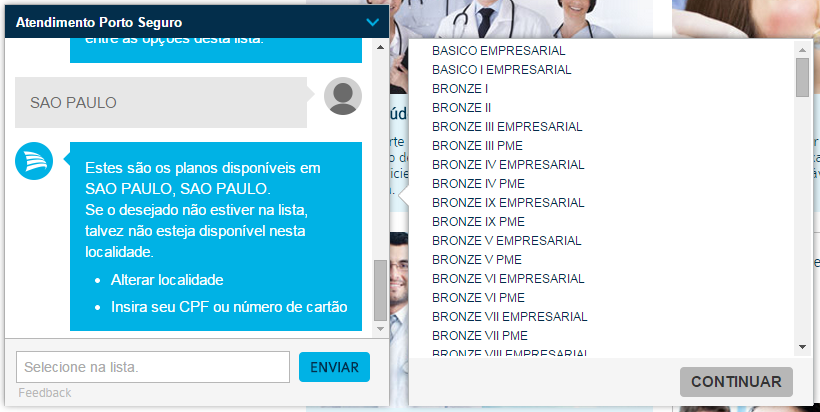 Atendimento Porto Seguro
entre as opções desta lista.
SAO PAULO
Estes são os planos disponíveis em
SAO PAULO, SAO PAULO.
Se o desejado não estiver na lista,
talvez não esteja disponível nesta
localidade.
• Alterar localidade
• Insira seu CPF ou número de cartão
Selecione na lista.
ENVIAR
Feedback
BASICO EMPRESARIAL
BASICO I EMPRESARIAL
BRONZE I
BRONZE II
BRONZE III EMPRESARIAL
BRONZE III PME
BRONZE IV EMPRESARIAL
BRONZE IV PME
BRONZE IX EMPRESARIAL
BRONZE IX PME
BRONZE V EMPRESARIAL
BRONZE V PME
BRONZE VI EMPRESARIAL
BRONZE VI PME
BRONZE VII EMPRESARIAL
BRONZE VII PME
BRONZE VIII EMPRESARIAL
CONTINUAR